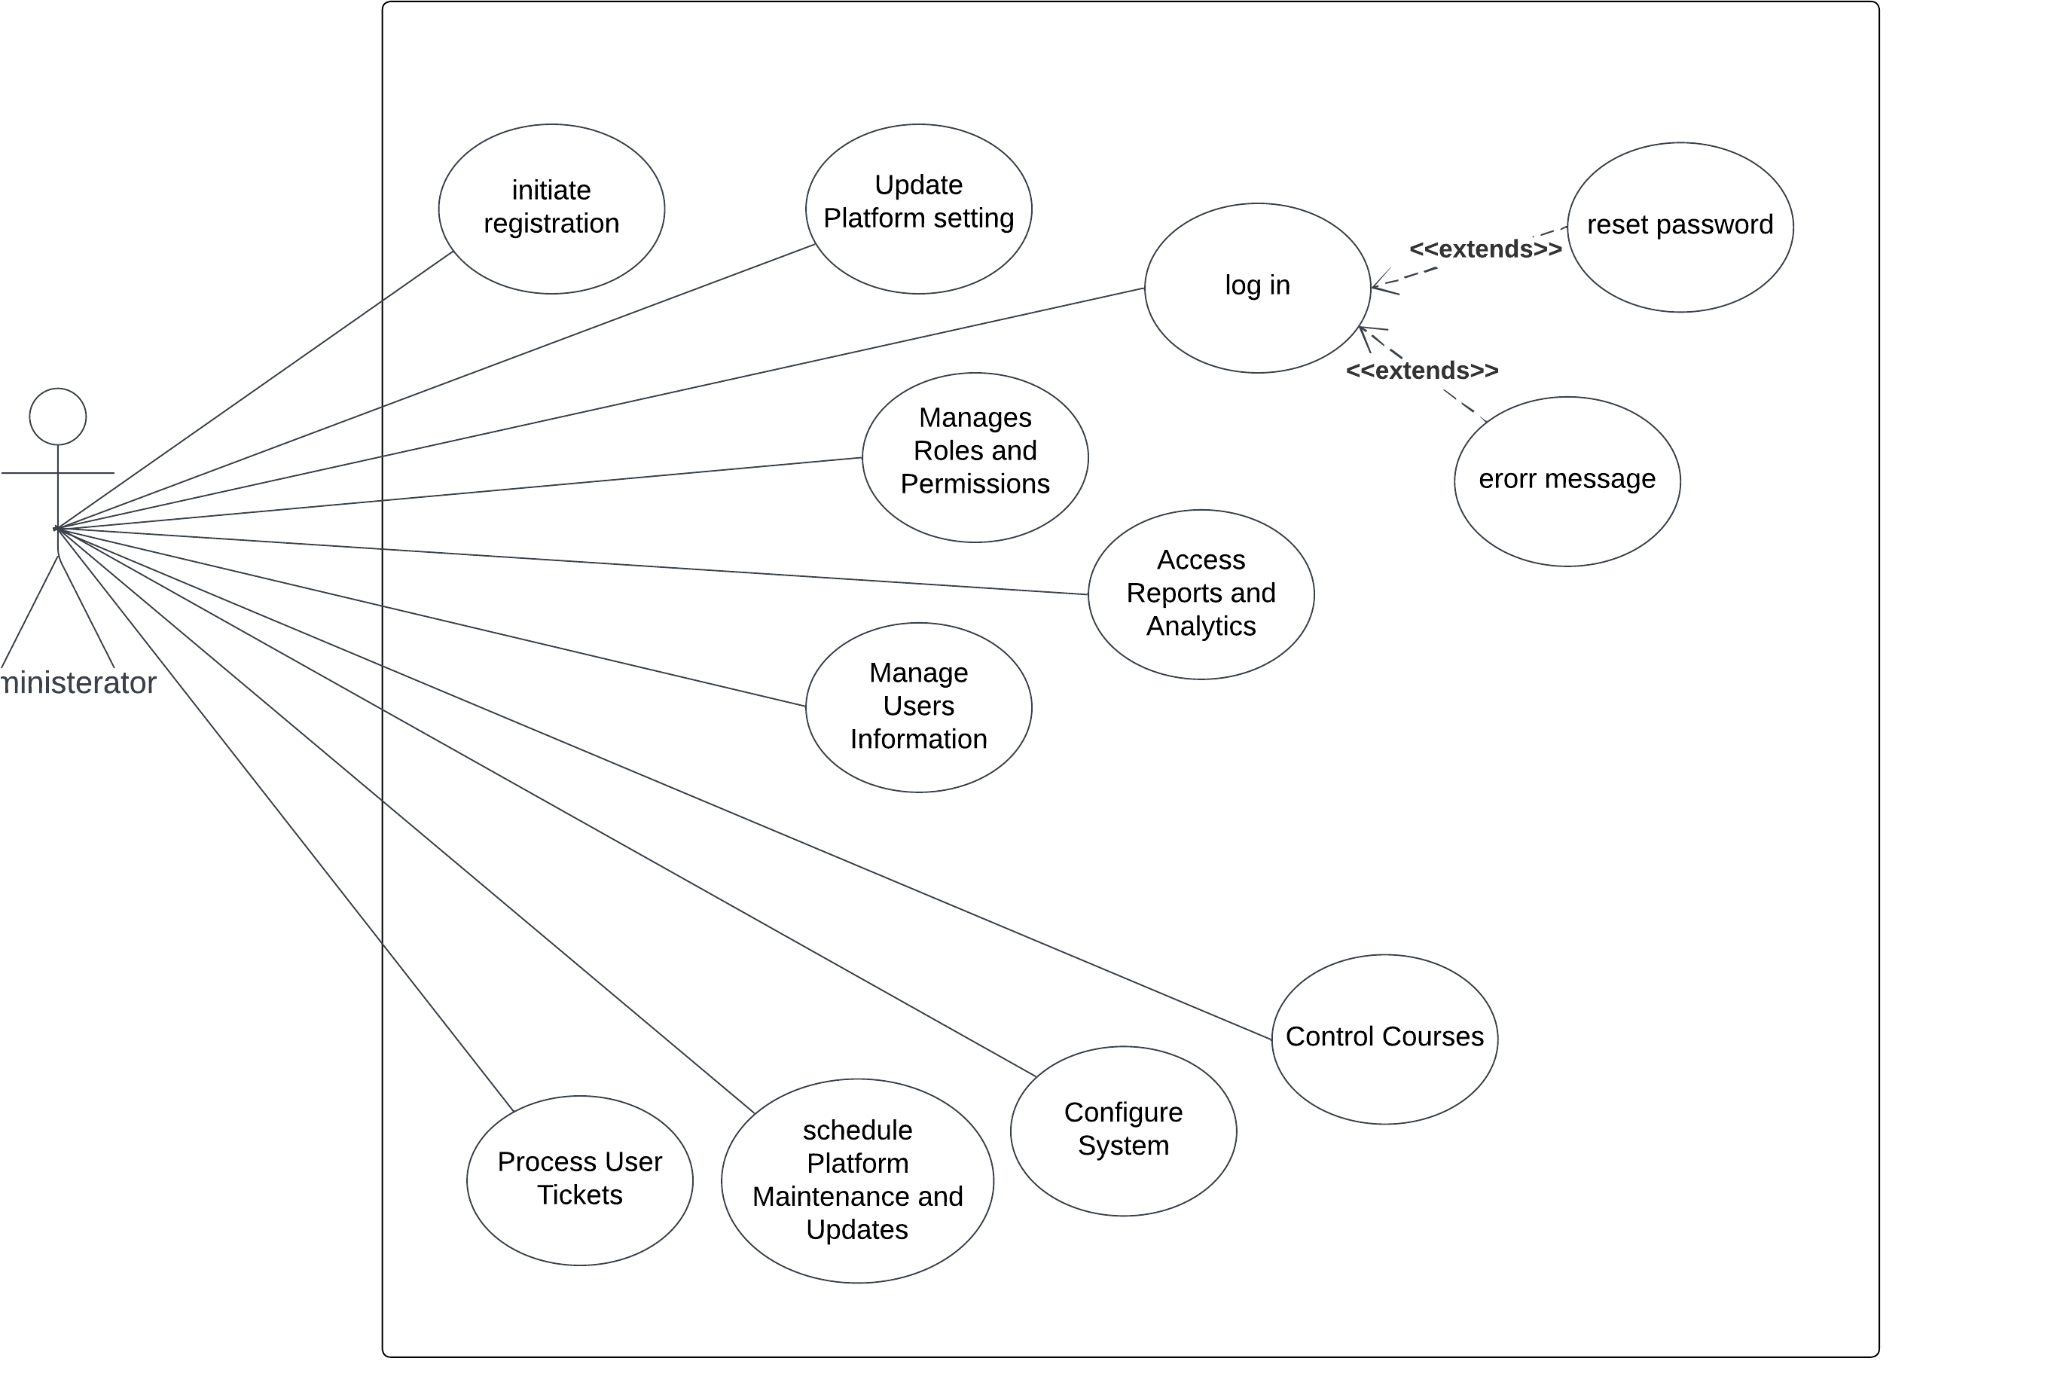 initiate
registration
Update
Platform setting
log in
<<extends>>
reset password
<<extends>>
erorr message
Manages
Roles and
Permissions
Access
Reports and
Analytics
ministerator
Manage
Users
Information
Control Courses
Configure
System
schedule
Platform
Maintenance and
Updates
Process User
Tickets